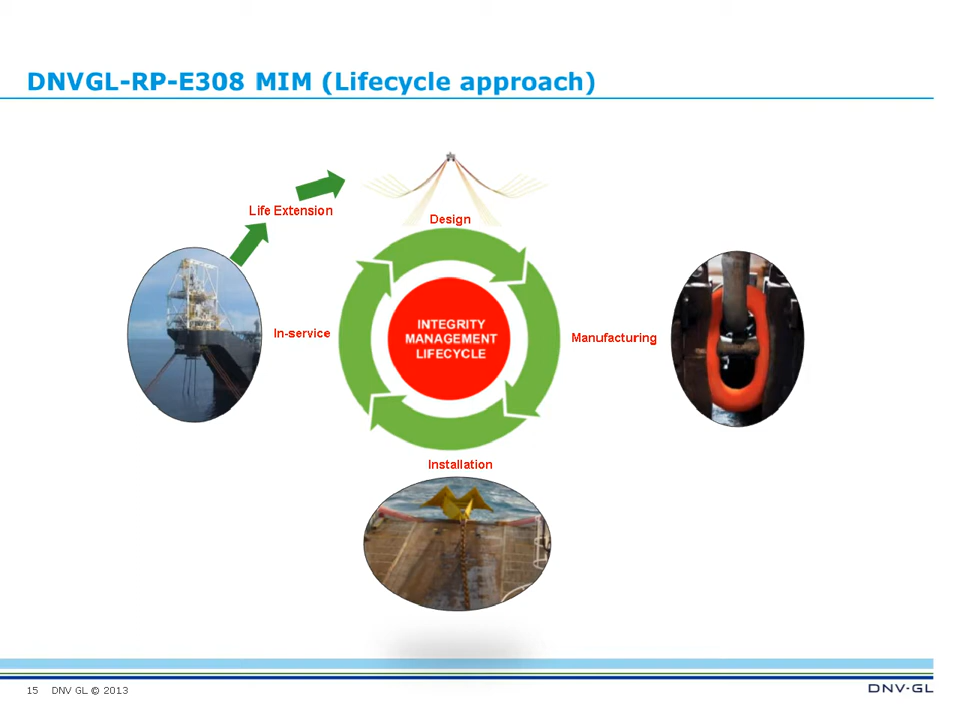 DNVGL-RP-E308 MIM (Lifecycle approach)
Life Extension
Design
In-service
INTEGRITY
MANAGEMENT
LIFECYCLE
Manufacturing
Installation
15 DNV GL © 2013
DNV·GL